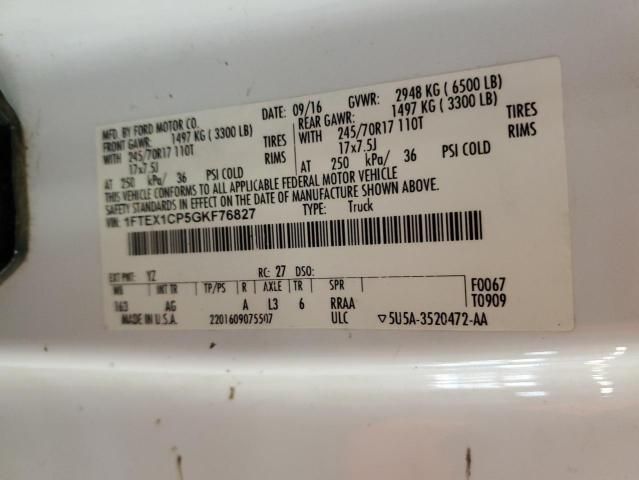 MFD. BY FORD MOTOR CO.
DATE: 09/16 GVWR: 2948 KG ( 6500 LB)
FRONT GAWR: 1497 KG ( 3300 LB) REAR GAWR: 1497 KG ( 3300 LB)
WITH 245/70R17 110T TIRES WITH 245/70R17 110T TIRES
17x7.5J RIMS 17x7.5J RIMS
AT 250 kPa/ 36 PSI COLD AT 250 kPa/ 36 PSI COLD
THIS VEHICLE CONFORMS TO ALL APPLICABLE FEDERAL MOTOR VEHICLE
SAFETY STANDARDS IN EFFECT ON THE DATE OF MANUFACTURE SHOWN ABOVE.
VIN: 1FTEX1CP5GKF76827 TYPE: Truck
EXT PNT: YZ RC: 27 DSO: F0067
WB INT TR TP/PS R AXLE TR SPR T0909
163 AG A L3 6 RRAA
MADE IN U.S.A. 2201609075507 ULC ▽5U5A-3520472-AA